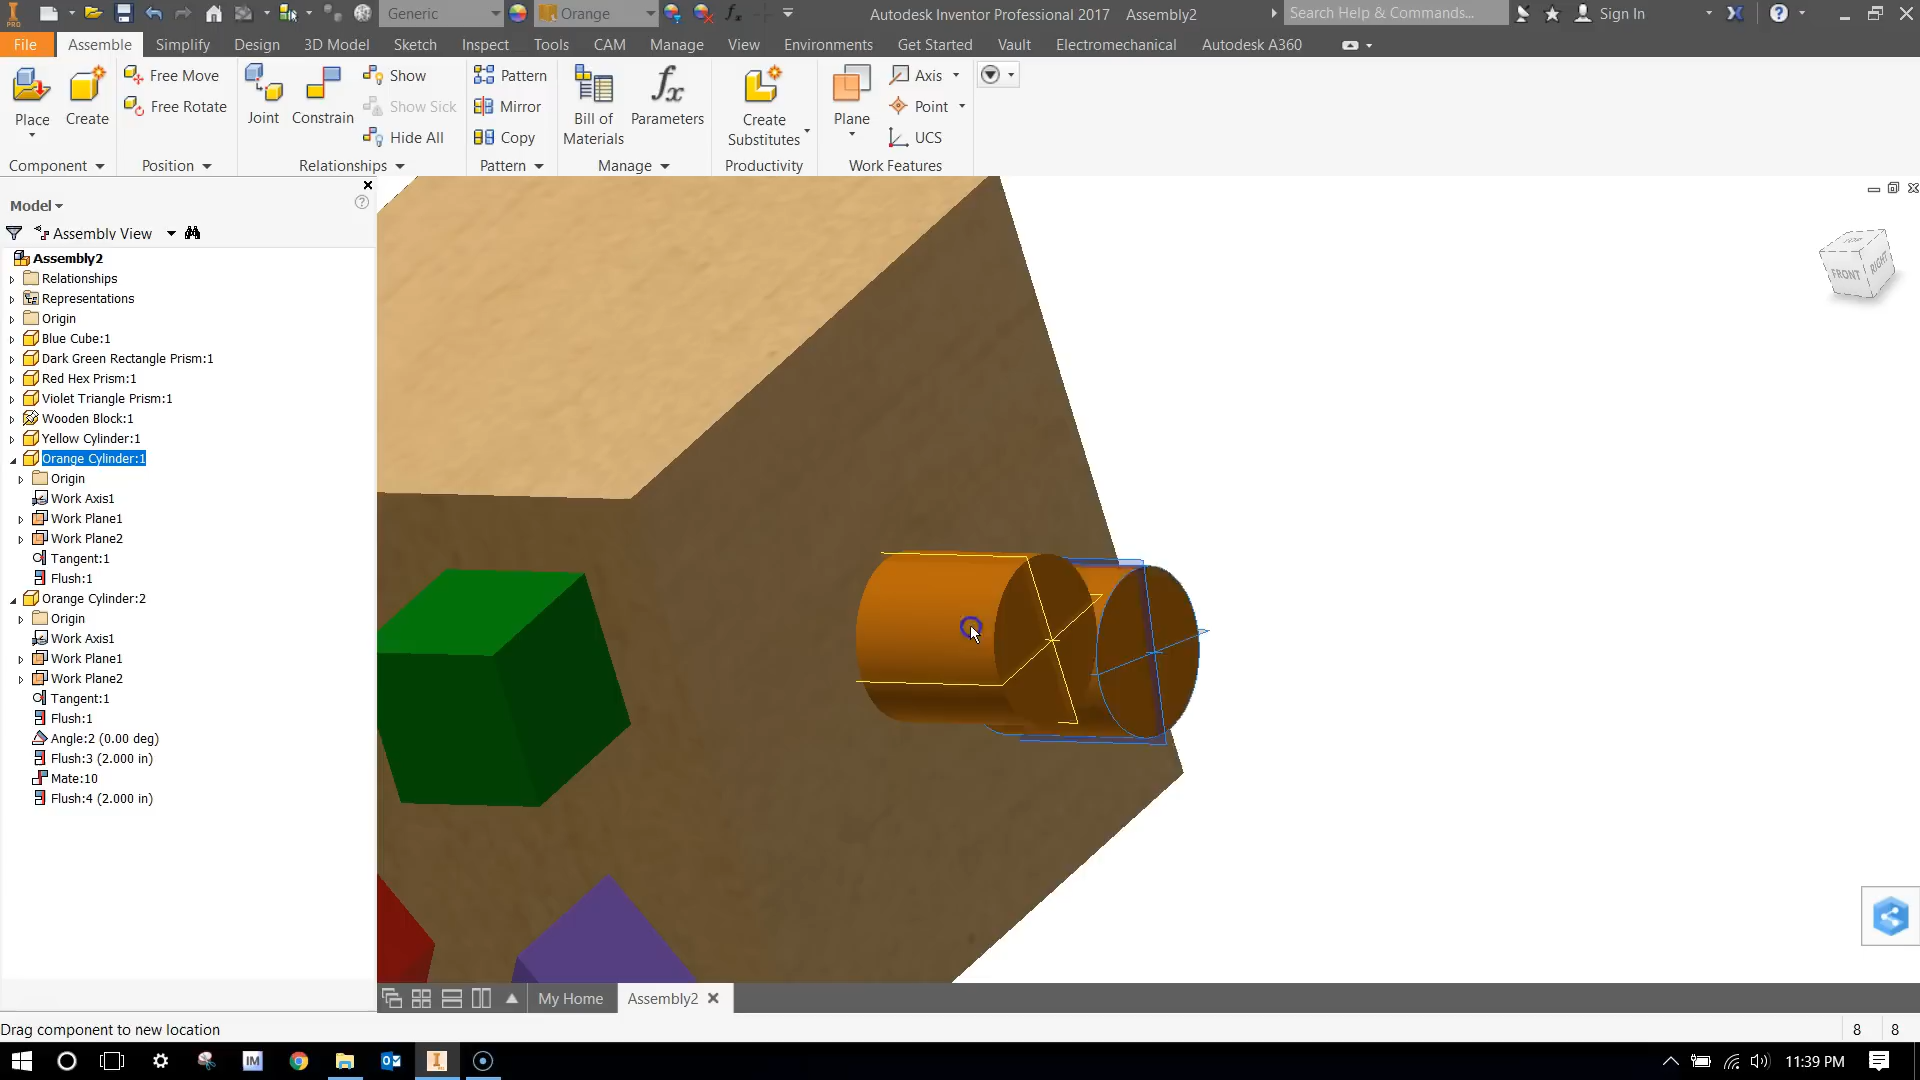 PRO
Generic
Orange
fx
Autodesk Inventor Professional 2017 Assembly2
Search Help & Commands...
Sign In
File Assemble Simplify Design 3D Model Sketch Inspect Tools CAM Manage View Environments Get Started Vault Electromechanical Autodesk A360
Free Move
Free Rotate
Show
Show Sick
Hide All
Pattern
Mirror
Copy
Axis
Point
UCS
Place Create Joint Constrain
Bill of Materials
fx
Parameters
Create Substitutes
Plane
Component Position Relationships Pattern Manage Productivity Work Features
Model
Assembly View
Assembly2
Relationships
Representations
Origin
Blue Cube:1
Dark Green Rectangle Prism:1
Red Hex Prism:1
Violet Triangle Prism:1
Wooden Block:1
Yellow Cylinder:1
Orange Cylinder:1
Origin
Work Axis1
Work Plane1
Work Plane2
Tangent:1
Flush:1
Orange Cylinder:2
Origin
Work Axis1
Work Plane1
Work Plane2
Tangent:1
Flush:1
Angle:2 (0.00 deg)
Flush:3 (2.000 in)
Mate:10
Flush:4 (2.000 in)
TOP
FRONT
RIGHT
My Home
Assembly2
Drag component to new location
8 8
IM
11:39 PM